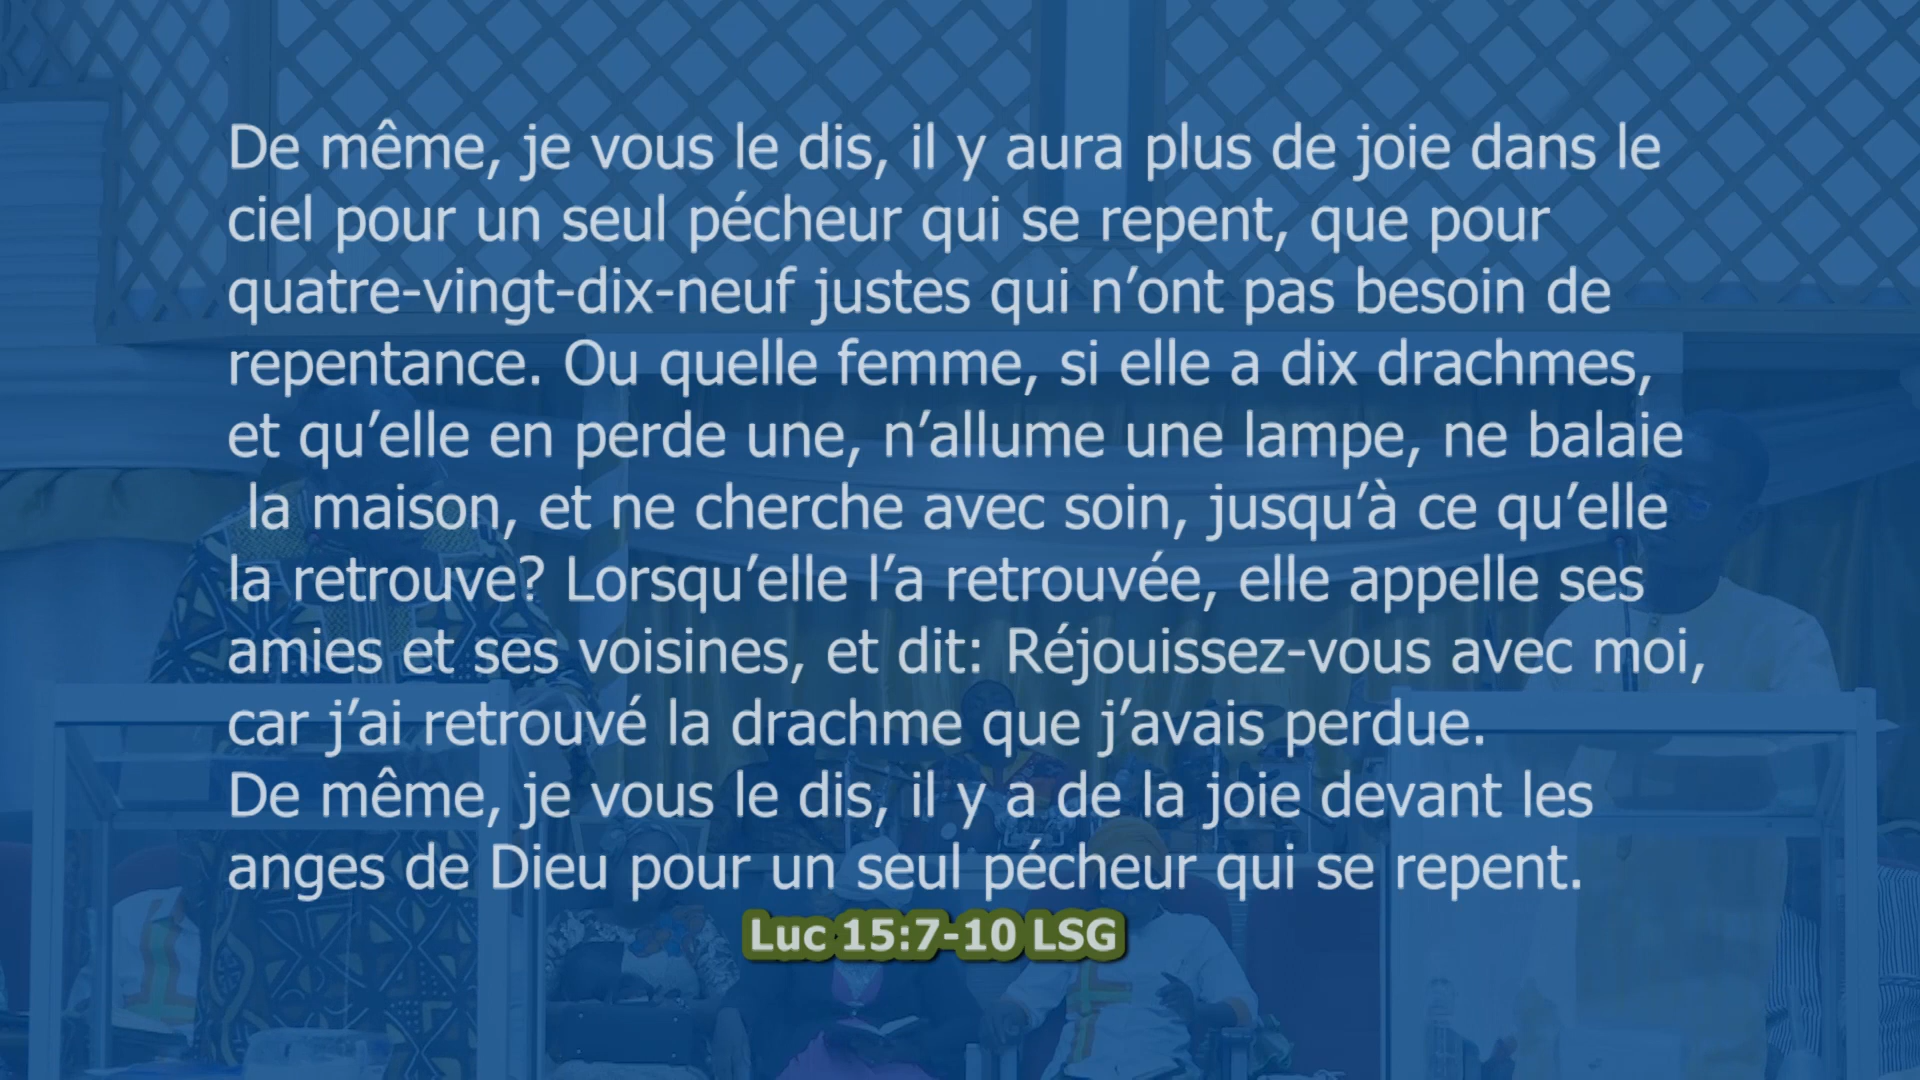 De même, je vous le dis, il y aura plus de joie dans le
ciel pour un seul pécheur qui se repent, que pour
quatre-vingt-dix-neuf justes qui n’ont pas besoin de
repentance. Ou quelle femme, si elle a dix drachmes,
et qu’elle en perde une, n’allume une lampe, ne balaie
la maison, et ne cherche avec soin, jusqu’à ce qu’elle
la retrouve? Lorsqu’elle l’a retrouvée, elle appelle ses
amies et ses voisines, et dit: Réjouissez-vous avec moi,
car j’ai retrouvé la drachme que j’avais perdue.
De même, je vous le dis, il y a de la joie devant les
anges de Dieu pour un seul pécheur qui se repent.
Luc 15:7-10 LSG